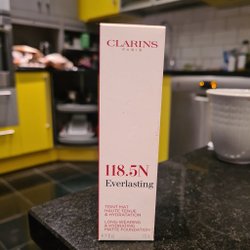 CLARINS
PARIS
118.5N
Everlasting
TEINT MAT
HAUTE TENUE
& HYDRATATION
LONG-WEARING
& HYDRATING
MATTE FOUNDATION